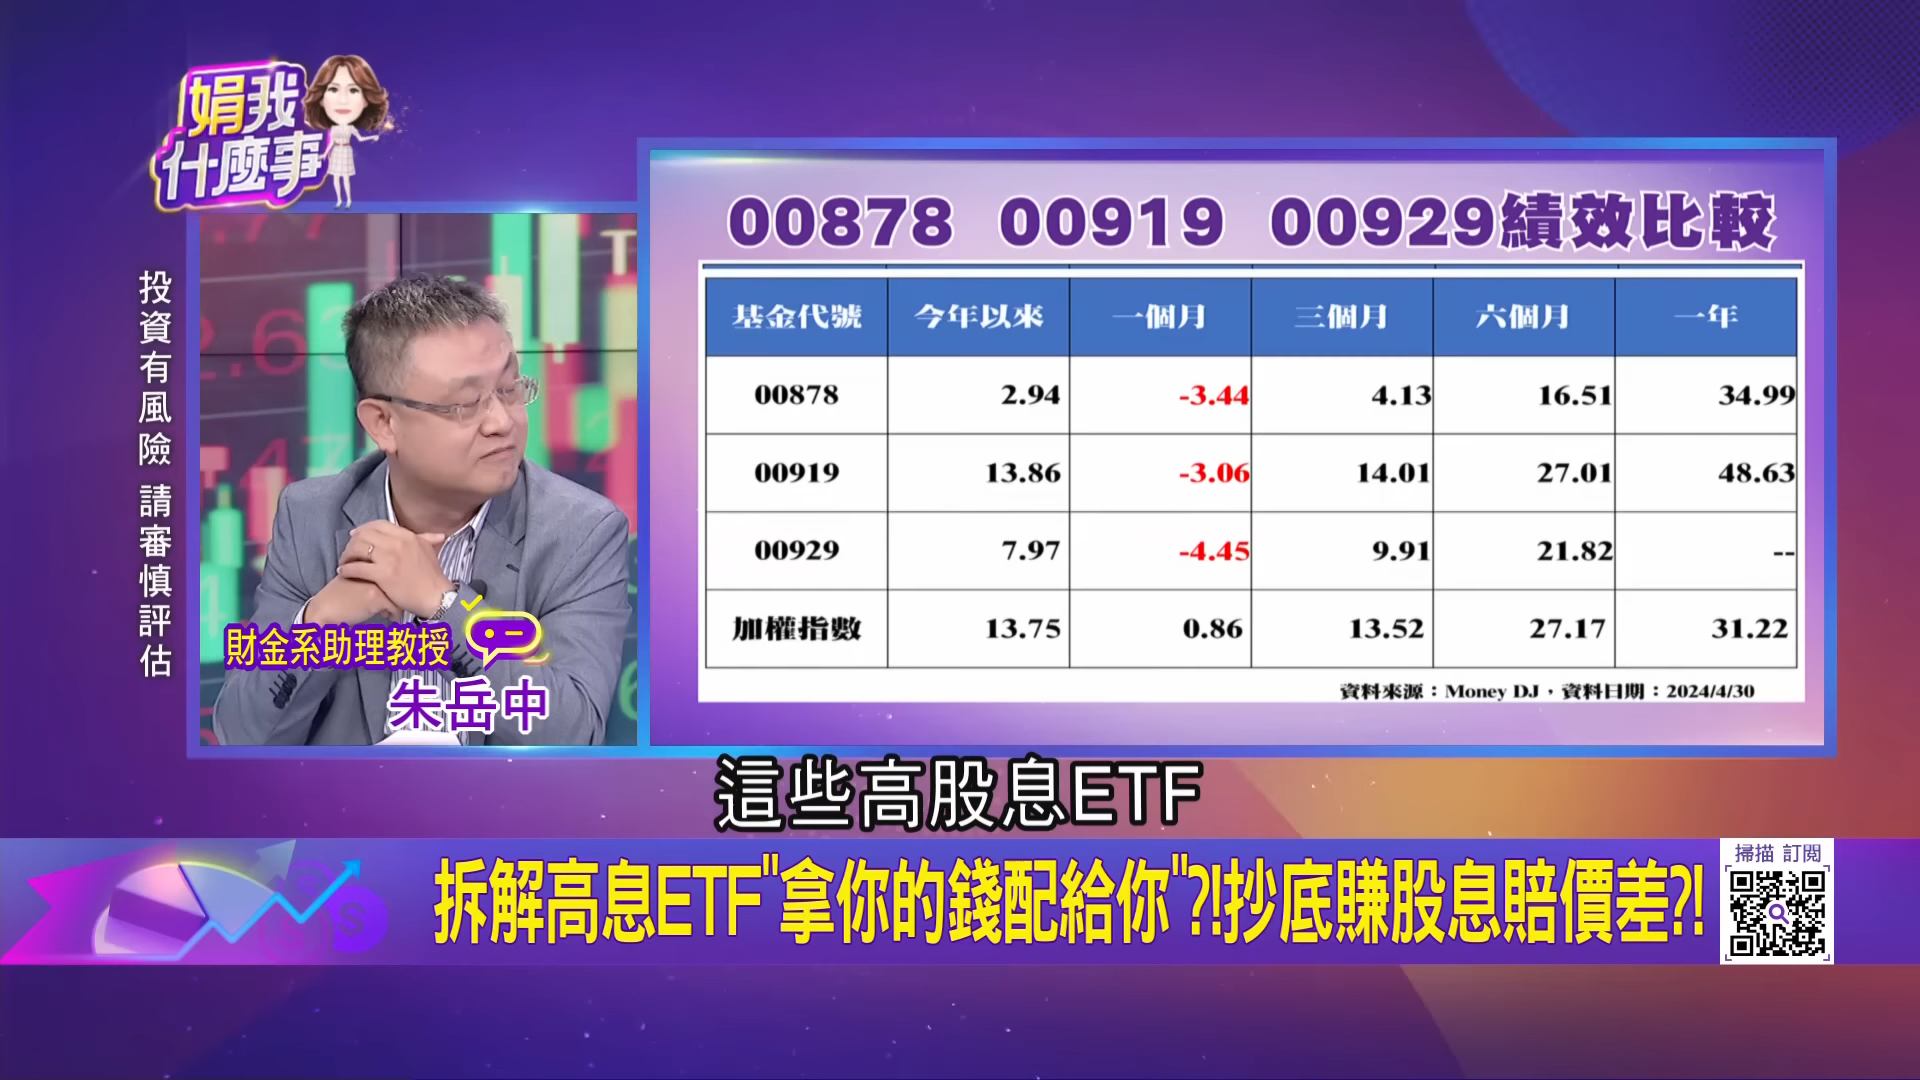 娟我
什麼事
投資有風險 請審慎評估
00878 00919 00929績效比較
基金代號 今年以來 一個月 三個月 六個月 一年
00878 2.94 -3.44 4.13 16.51 34.99
00919 13.86 -3.06 14.01 27.01 48.63
00929 7.97 -4.45 9.91 21.82 --
加權指數 13.75 0.86 13.52 27.17 31.22
資料來源：Money DJ，資料日期：2024/4/30
財金系助理教授
朱岳中
這些高股息ETF
拆解高息ETF"拿你的錢配給你"?!抄底賺股息賠價差?!
掃描 訂閱